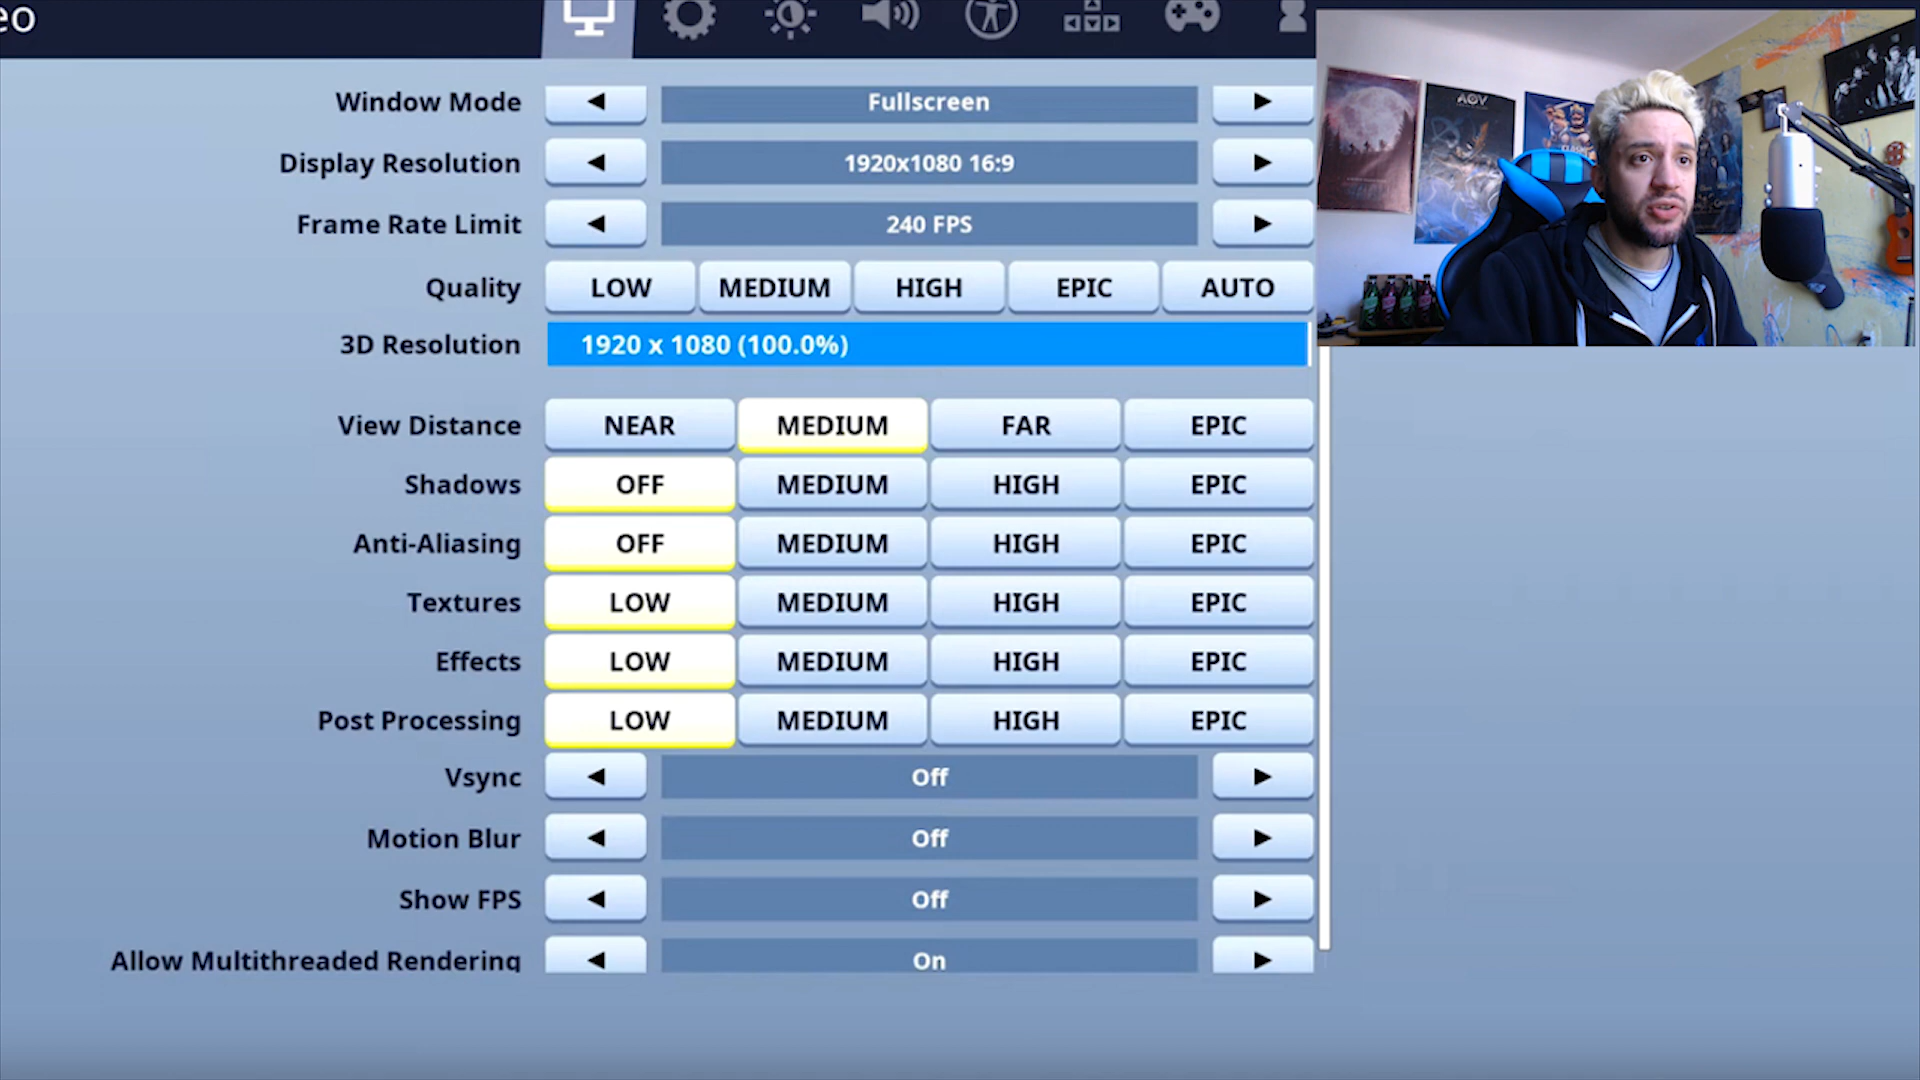 eo
Window Mode Fullscreen
Display Resolution 1920x1080 16:9
Frame Rate Limit 240 FPS
Quality LOW MEDIUM HIGH EPIC AUTO
3D Resolution 1920 x 1080 (100.0%)
View Distance NEAR MEDIUM FAR EPIC
Shadows OFF MEDIUM HIGH EPIC
Anti-Aliasing OFF MEDIUM HIGH EPIC
Textures LOW MEDIUM HIGH EPIC
Effects LOW MEDIUM HIGH EPIC
Post Processing LOW MEDIUM HIGH EPIC
Vsync Off
Motion Blur Off
Show FPS Off
Allow Multithreaded Rendering On
AOV